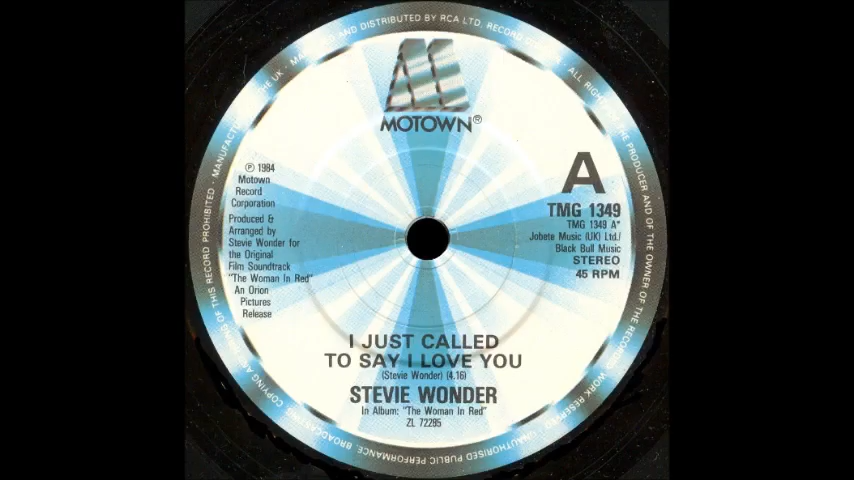 MOTOWN®
℗ 1984
Motown
Record
Corporation
Produced &
Arranged by
Stevie Wonder for
the Original
Film Soundtrack
"The Woman In Red"
An Orion
Pictures
Release
A
TMG 1349
TMG 1349 A*
Jobete Music (UK) Ltd./
Black Bull Music
STEREO
45 RPM
I JUST CALLED
TO SAY I LOVE YOU
(Stevie Wonder) (4.16)
STEVIE WONDER
In Album: "The Woman In Red"
ZL 72285
AND DISTRIBUTED BY RCA LTD. RECORD
ALL RIGHTS THE PRODUCER AND OF THE OWNER OF THE RECORDED WORK RESERVED
UNAUTHORISED PUBLIC PERFORMANCE, BROADCASTING COPYING OF THIS RECORD PROHIBITED - MANUFACTURED UK